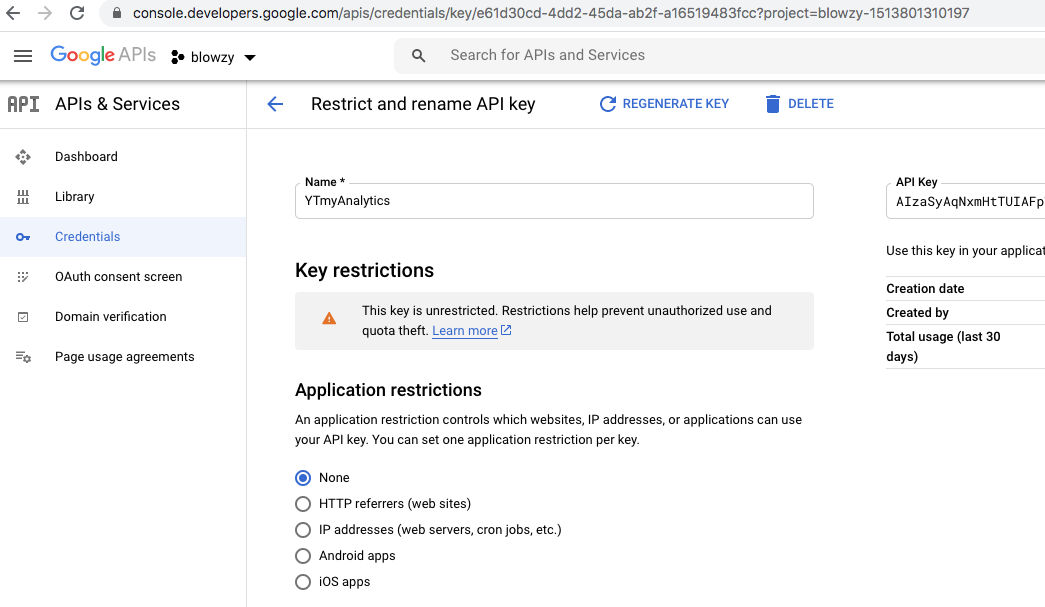 console.developers.google.com/apis/credentials/key/e61d30cd-4dd2-45da-ab2f-a16519483fcc?project=blowzy-1513801310197
Google APIs blowzy Search for APIs and Services
API APIs & Services
Restrict and rename API key REGENERATE KEY DELETE
Dashboard
Library
Credentials
OAuth consent screen
Domain verification
Page usage agreements
Name *
YTmyAnalytics
Key restrictions
This key is unrestricted. Restrictions help prevent unauthorized use and
quota theft. Learn more
Application restrictions
An application restriction controls which websites, IP addresses, or applications can use
your API key. You can set one application restriction per key.
None
HTTP referrers (web sites)
IP addresses (web servers, cron jobs, etc.)
Android apps
iOS apps
API Key
AIzaSyAqNxmHtTUIAFp
Use this key in your applicat
Creation date
Created by
Total usage (last 30
days)